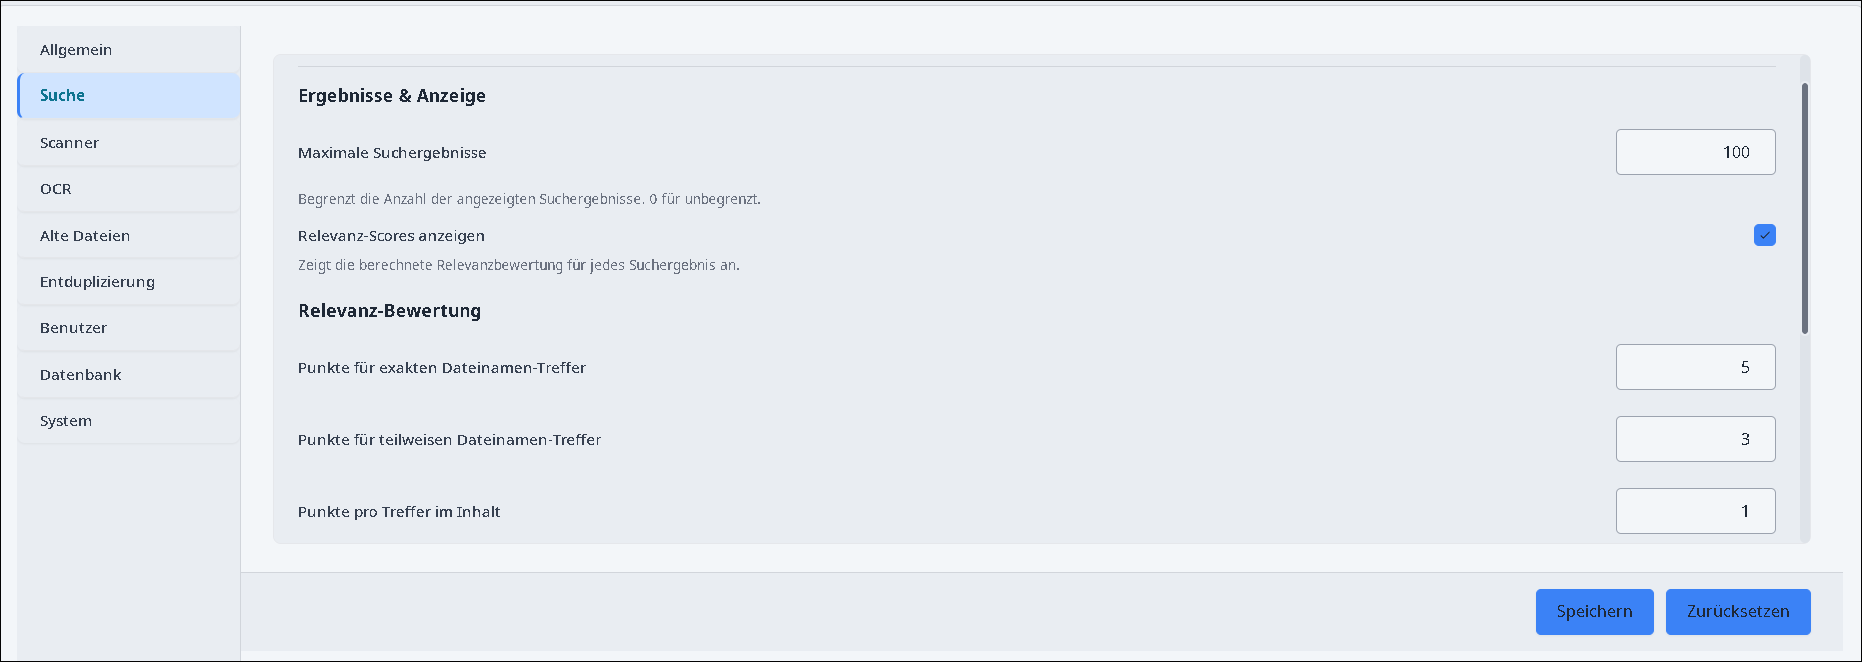 Allgemein
Suche
Scanner
OCR
Alte Dateien
Entduplizierung
Benutzer
Datenbank
System
Ergebnisse & Anzeige
Maximale Suchergebnisse
100
Begrenzt die Anzahl der angezeigten Suchergebnisse. 0 für unbegrenzt.
Relevanz-Scores anzeigen
Zeigt die berechnete Relevanzbewertung für jedes Suchergebnis an.
Relevanz-Bewertung
Punkte für exakten Dateinamen-Treffer
5
Punkte für teilweisen Dateinamen-Treffer
3
Punkte pro Treffer im Inhalt
1
Speichern
Zurücksetzen